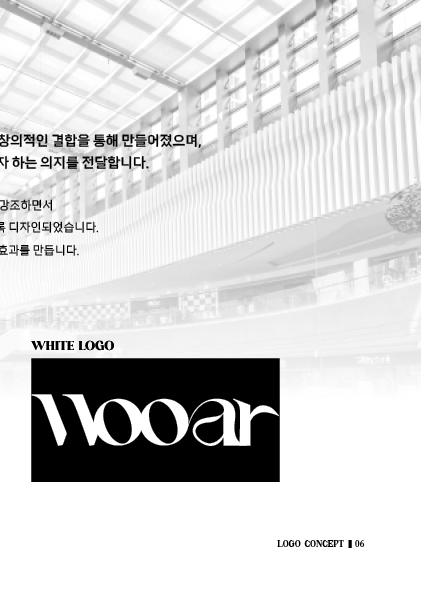 창의적인 결합을 통해 만들어졌으며,
자 하는 의지를 전달합니다.
강조하면서
록 디자인되었습니다.
효과를 만듭니다.
WHITE LOGO
Wooar
LOGO CONCEPT 06